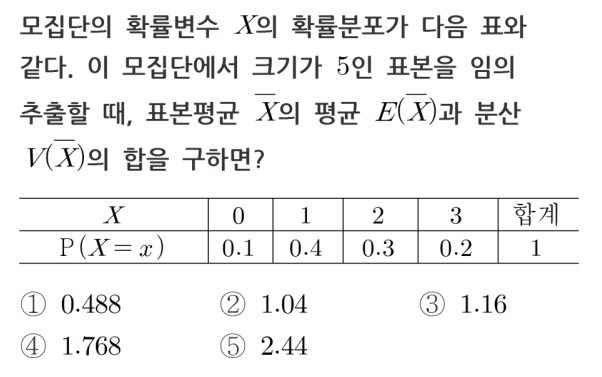 모집단의 확률변수 X의 확률분포가 다음 표와
같다. 이 모집단에서 크기가 5인 표본을 임의
추출할 때, 표본평균 X̅의 평균 E(X̅)과 분산
V(X̅)의 합을 구하면?
X 0 1 2 3 합계
P(X=x) 0.1 0.4 0.3 0.2 1
① 0.488 ② 1.04 ③ 1.16
④ 1.768 ⑤ 2.44